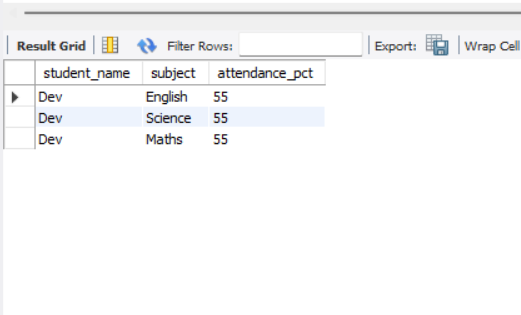 Result Grid Filter Rows: Export: Wrap Cell
student_name subject attendance_pct
Dev English 55
Dev Science 55
Dev Maths 55